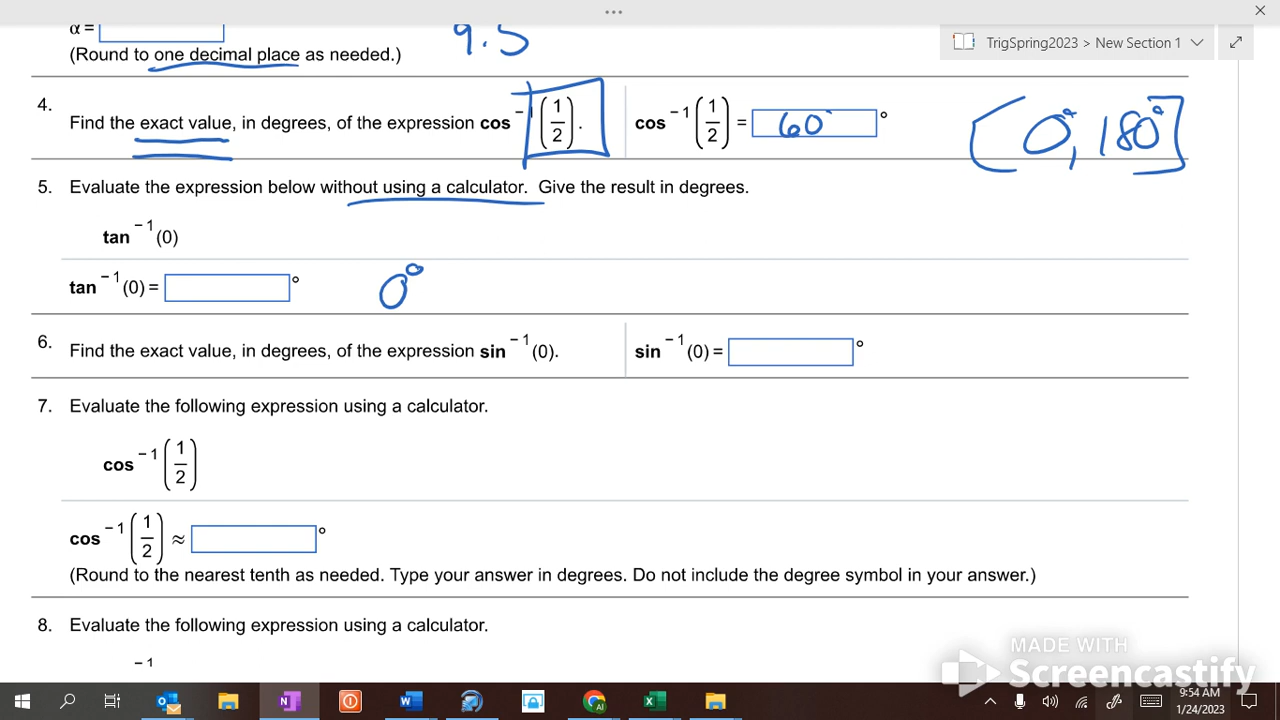 α =
9.5
(Round to one decimal place as needed.)
TrigSpring2023 > New Section 1
4.
Find the exact value, in degrees, of the expression cos⁻¹(1/2).
cos⁻¹(1/2) = 60° °
[0°, 180°]
5. Evaluate the expression below without using a calculator. Give the result in degrees.
tan⁻¹(0)
tan⁻¹(0) = °
0°
6. Find the exact value, in degrees, of the expression sin⁻¹(0).
sin⁻¹(0) = °
7. Evaluate the following expression using a calculator.
cos⁻¹(1/2)
cos⁻¹(1/2) ≈ °
(Round to the nearest tenth as needed. Type your answer in degrees. Do not include the degree symbol in your answer.)
8. Evaluate the following expression using a calculator.
−1
MADE WITH
Screencastify
9:54 AM
1/24/2023